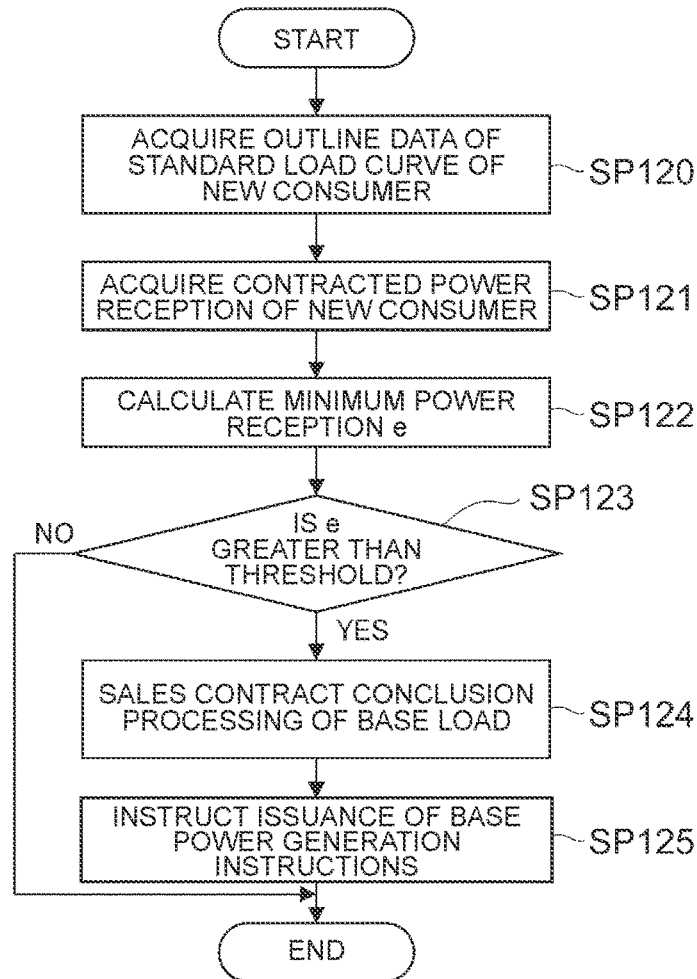 START
ACQUIRE OUTLINE DATA OF
STANDARD LOAD CURVE OF
NEW CONSUMER
SP120
ACQUIRE CONTRACTED POWER
RECEPTION OF NEW CONSUMER
SP121
CALCULATE MINIMUM POWER
RECEPTION e
SP122
SP123
NO
IS e
GREATER THAN
THRESHOLD?
YES
SALES CONTRACT CONCLUSION
PROCESSING OF BASE LOAD
SP124
INSTRUCT ISSUANCE OF BASE
POWER GENERATION
INSTRUCTIONS
SP125
END